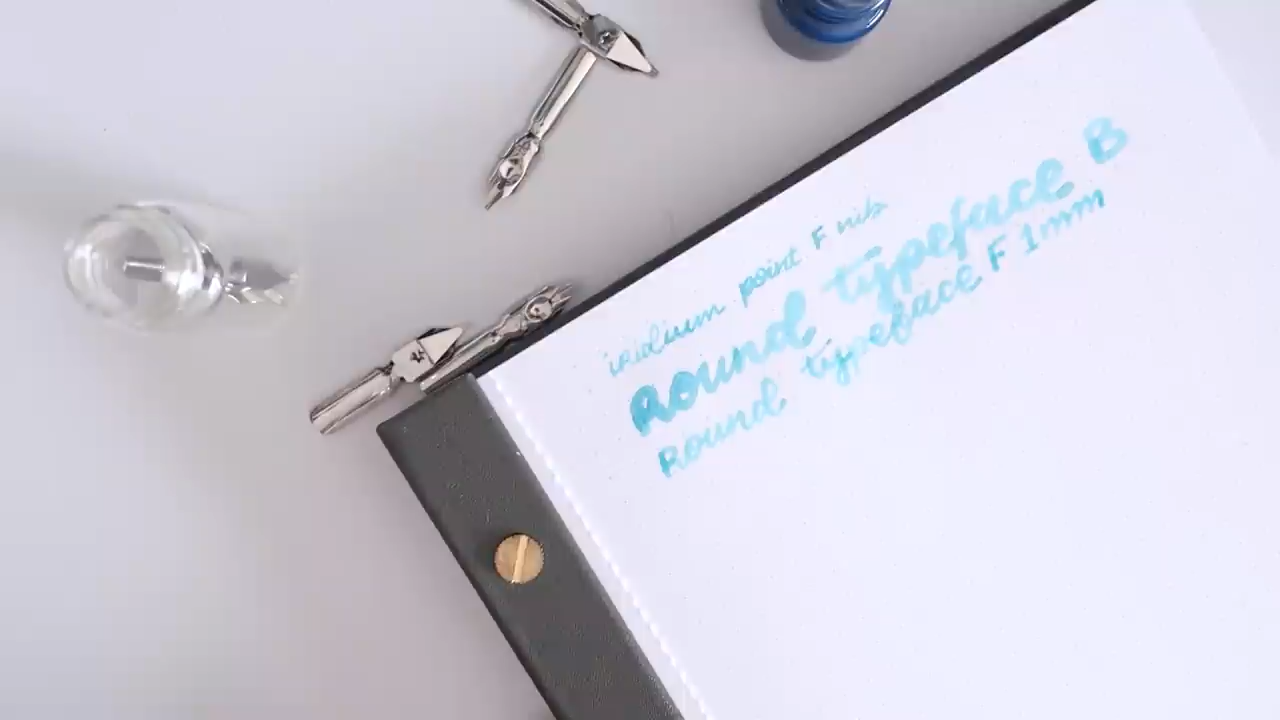 iridium point F nib
Round typeface B
Round typeface F 1mm